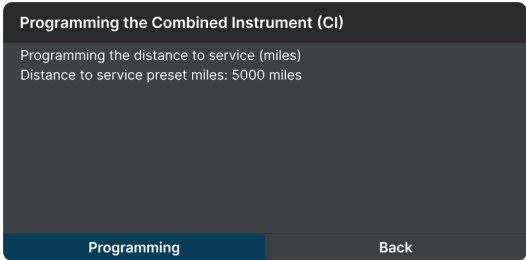 Programming the Combined Instrument (CI)
Programming the distance to service (miles)
Distance to service preset miles: 5000 miles
Programming
Back